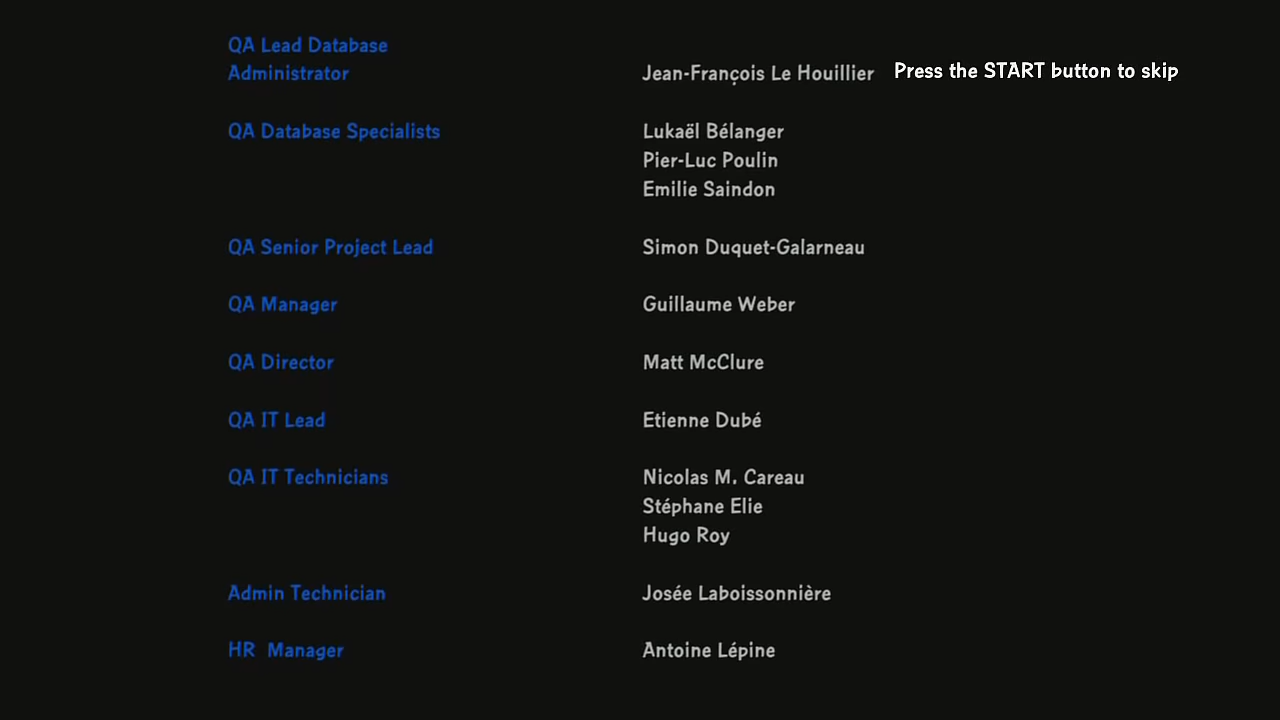 QA Lead Database
Administrator Jean-François Le Houillier Press the START button to skip
QA Database Specialists Lukaël Bélanger
Pier-Luc Poulin
Emilie Saindon
QA Senior Project Lead Simon Duquet-Galarneau
QA Manager Guillaume Weber
QA Director Matt McClure
QA IT Lead Etienne Dubé
QA IT Technicians Nicolas M. Careau
Stéphane Elie
Hugo Roy
Admin Technician Josée Laboissonnière
HR  Manager Antoine Lépine